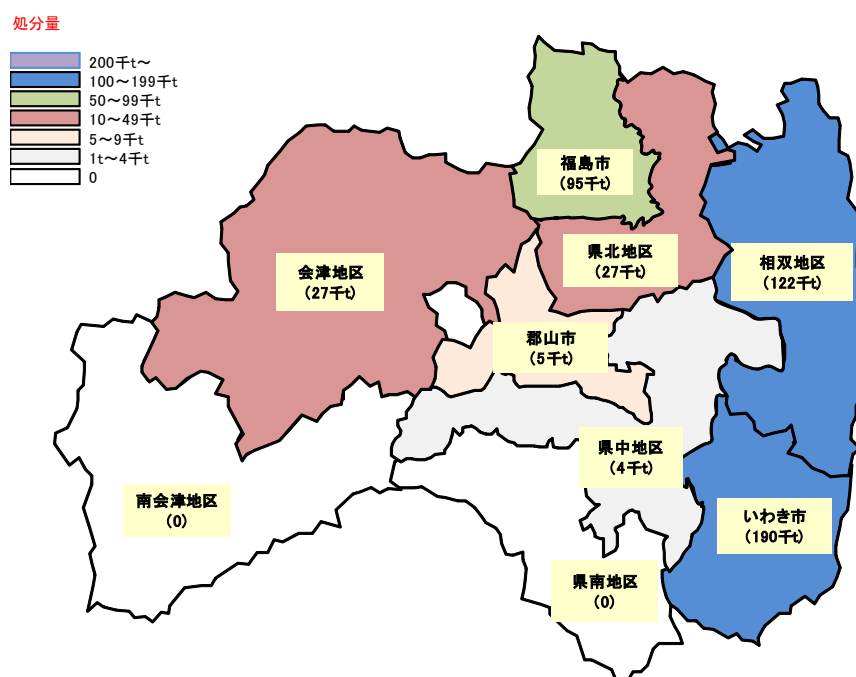 処分量
200千t～
100～199千t
50～99千t
10～49千t
5～9千t
1t～4千t
0
福島市
(95千t)
県北地区
(27千t)
相双地区
(122千t)
会津地区
(27千t)
郡山市
(5千t)
県中地区
(4千t)
南会津地区
(0)
いわき市
(190千t)
県南地区
(0)